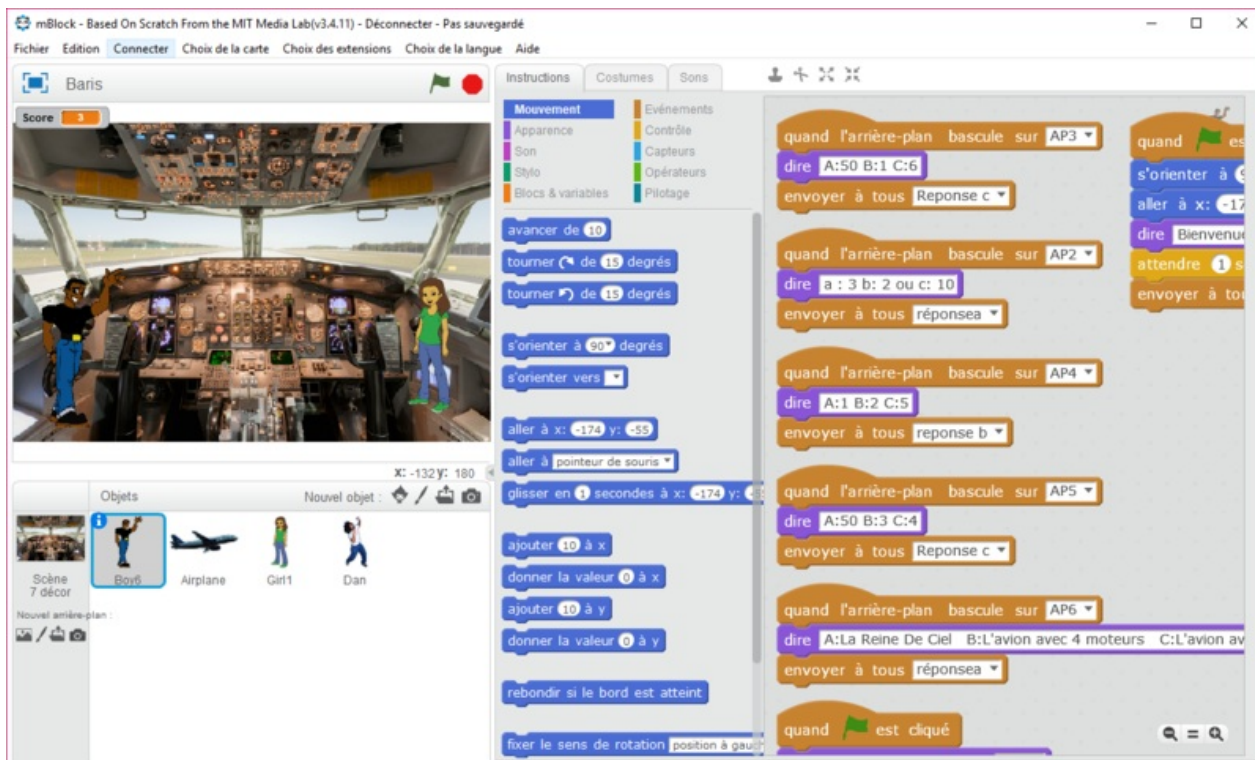 mBlock - Based On Scratch From the MIT Media Lab(v3.4.11) - Déconnecter - Pas sauvegardé
Fichier Edition Connecter Choix de la carte Choix des extensions Choix de la langue Aide
Baris
Score 3
x: -132 y: 180
Objets
Nouvel objet :
Scène
7 décor
Nouvel arrière-plan :
Boy6
Airplane
Girl1
Dan
Instructions
Costumes
Sons
Mouvement
Apparence
Son
Stylo
Blocs & variables
Evénements
Contrôle
Capteurs
Opérateurs
Pilotage
avancer de 10
tourner de 15 degrés
tourner de 15 degrés
s'orienter à 90 degrés
s'orienter vers
aller à x: -174 y: -55
aller à pointeur de souris
glisser en 1 secondes à x: -174 y:
ajouter 10 à x
donner la valeur 0 à x
ajouter 10 à y
donner la valeur 0 à y
rebondir si le bord est atteint
fixer le sens de rotation position à gauch
quand l'arrière-plan bascule sur AP3
dire A:50 B:1 C:6
envoyer à tous Reponse c
quand l'arrière-plan bascule sur AP2
dire a : 3 b: 2 ou c: 10
envoyer à tous réponsea
quand l'arrière-plan bascule sur AP4
dire A:1 B:2 C:5
envoyer à tous reponse b
quand l'arrière-plan bascule sur AP5
dire A:50 B:3 C:4
envoyer à tous Reponse c
quand l'arrière-plan bascule sur AP6
dire A:La Reine De Ciel B:L'avion avec 4 moteurs C:L'avion av
envoyer à tous réponsea
quand est cliqué
quand es
s'orienter à 9
aller à x: -17
dire Bienvenue
attendre 1 s
envoyer à tou